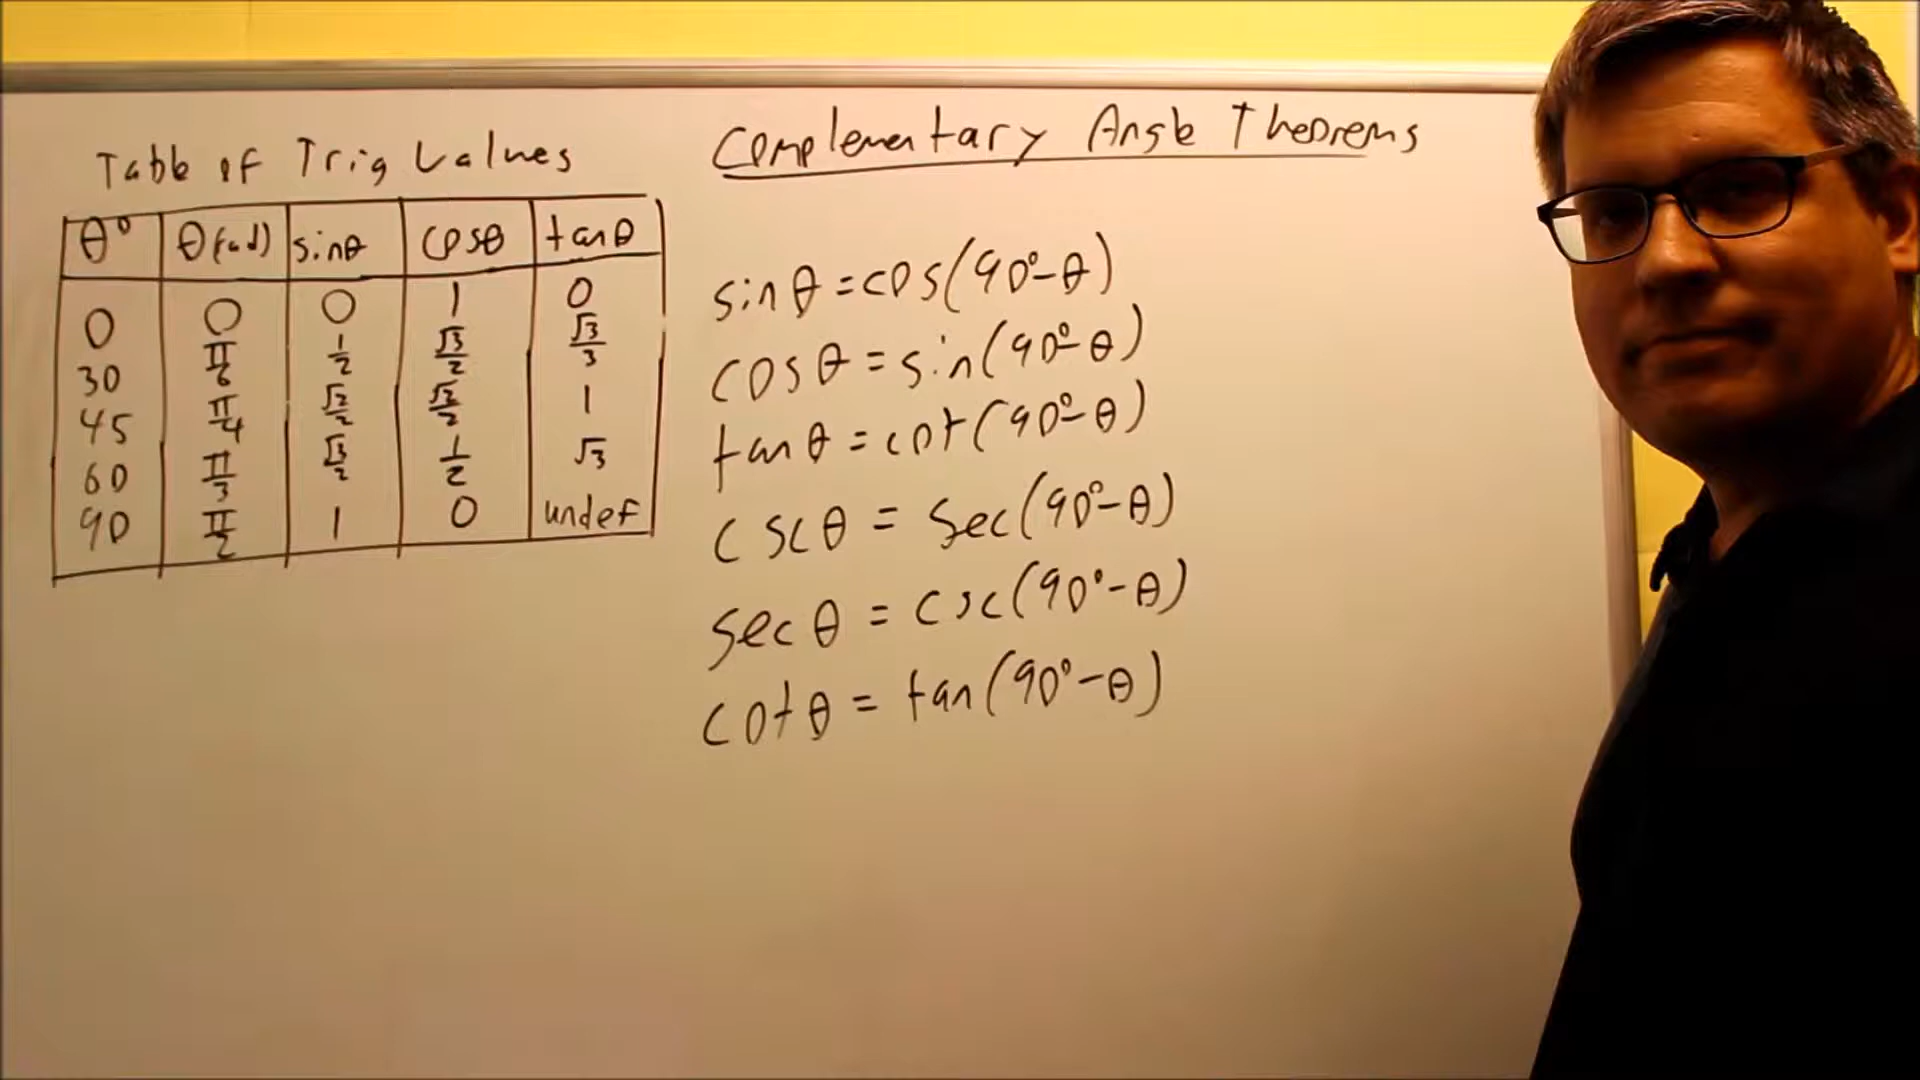 Table of Trig Values
θ° θ(rad) sinθ cosθ tanθ
0 0 0 1 0
30 π/6 1/2 √3/2 √3/3
45 π/4 √2/2 √2/2 1
60 π/3 √3/2 1/2 √3
90 π/2 1 0 undef
Complementary Angle Theorems
sinθ = cos(90°-θ)
cosθ = sin(90°-θ)
tanθ = cot(90°-θ)
cscθ = sec(90°-θ)
secθ = csc(90°-θ)
cotθ = tan(90°-θ)